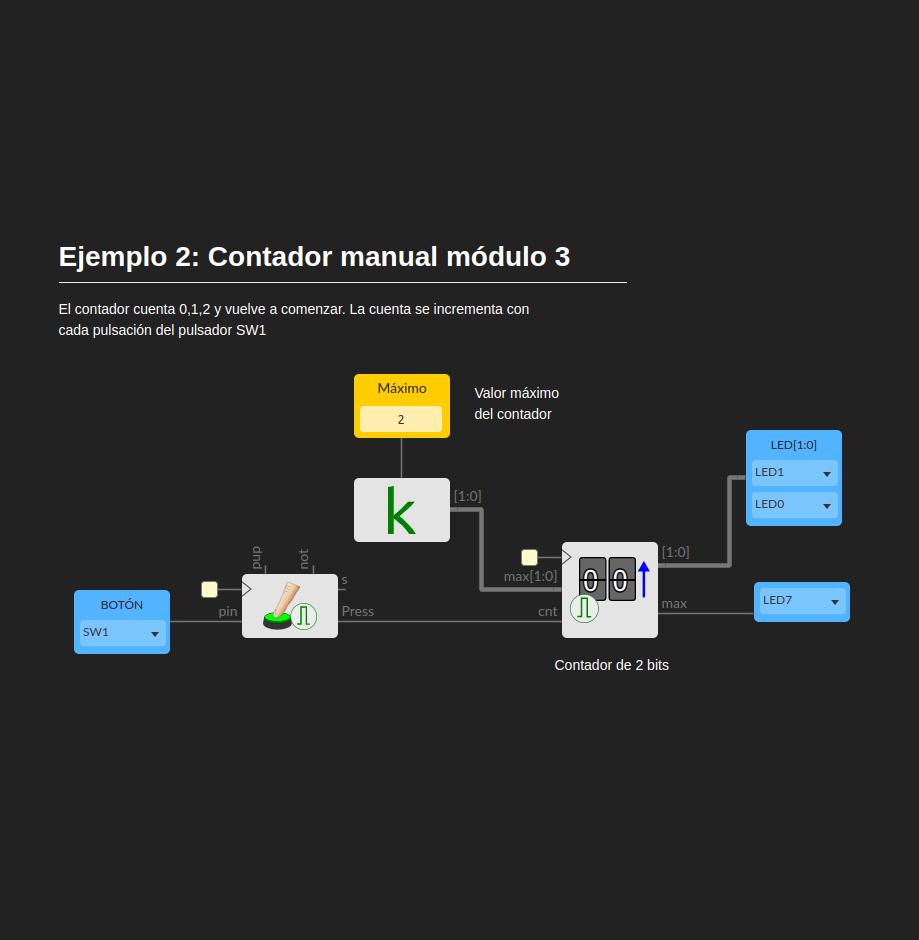 Ejemplo 2: Contador manual módulo 3
El contador cuenta 0,1,2 y vuelve a comenzar. La cuenta se incrementa con
cada pulsación del pulsador SW1
Máximo
2
Valor máximo
del contador
k
[1:0]
LED[1:0]
LED1
LED0
pup
not
s
BOTÓN
SW1
pin
Press
max[1:0]
cnt
00
[1:0]
max
LED7
Contador de 2 bits